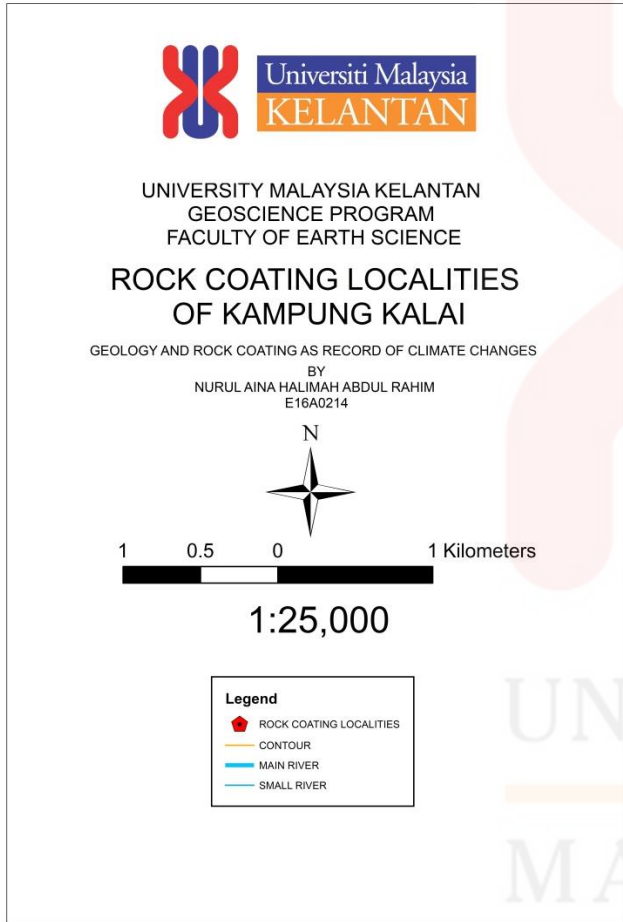 Universiti Malaysia
KELANTAN
UNIVERSITY MALAYSIA KELANTAN
GEOSCIENCE PROGRAM
FACULTY OF EARTH SCIENCE
ROCK COATING LOCALITIES
OF KAMPUNG KALAI
GEOLOGY AND ROCK COATING AS RECORD OF CLIMATE CHANGES
BY
NURUL AINA HALIMAH ABDUL RAHIM
E16A0214
N
1 0.5 0 1 Kilometers
1:25,000
Legend
ROCK COATING LOCALITIES
CONTOUR
MAIN RIVER
SMALL RIVER
UN
MA